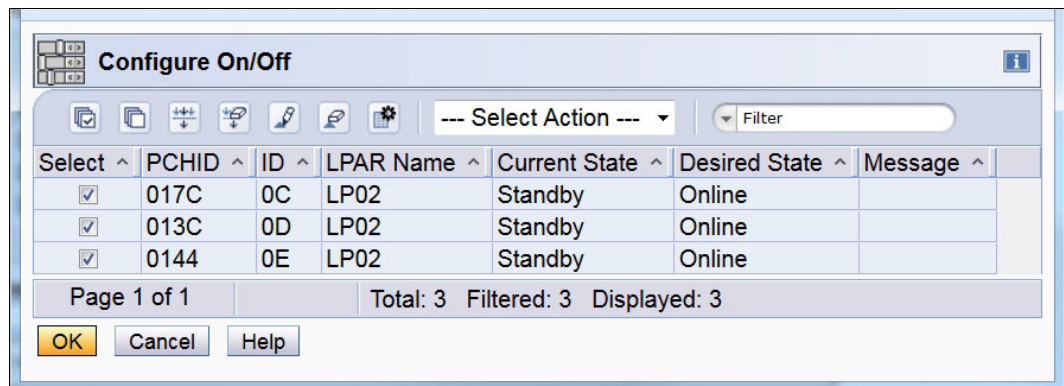 Configure On/Off
--- Select Action --- Filter
Select PCHID ID LPAR Name Current State Desired State Message
017C 0C LP02 Standby Online
013C 0D LP02 Standby Online
0144 0E LP02 Standby Online
Page 1 of 1 Total: 3 Filtered: 3 Displayed: 3
OK Cancel Help